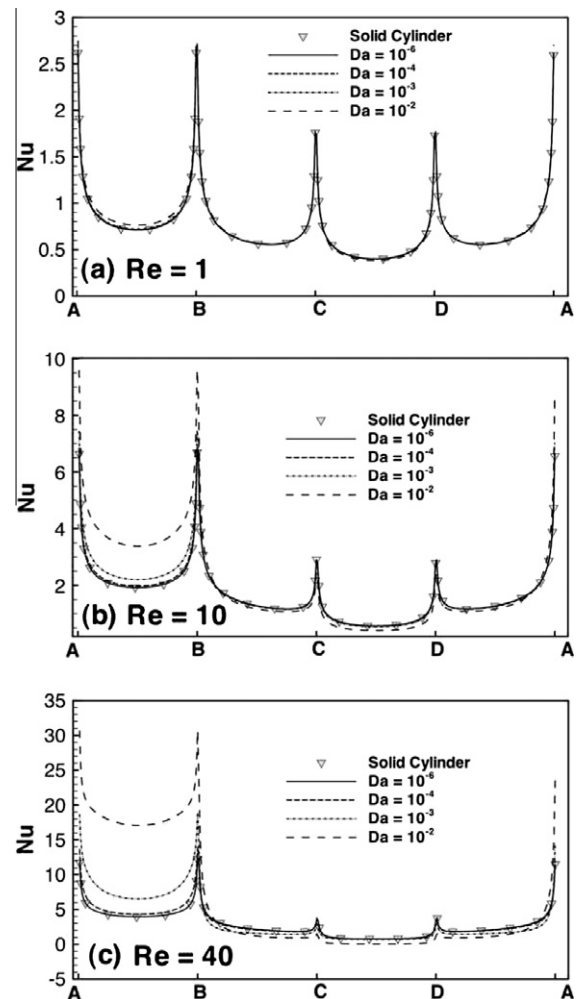 3
2.5
2
1.5
1
0.5
0
Nu
Solid Cylinder
Da = 10⁻⁶
Da = 10⁻⁴
Da = 10⁻³
Da = 10⁻²
(a) Re = 1
A B C D A
10
8
6
4
2
Nu
Solid Cylinder
Da = 10⁻⁶
Da = 10⁻⁴
Da = 10⁻³
Da = 10⁻²
(b) Re = 10
A B C D A
35
30
25
20
15
10
5
0
-5
Nu
Solid Cylinder
Da = 10⁻⁶
Da = 10⁻⁴
Da = 10⁻³
Da = 10⁻²
(c) Re = 40
A B C D A